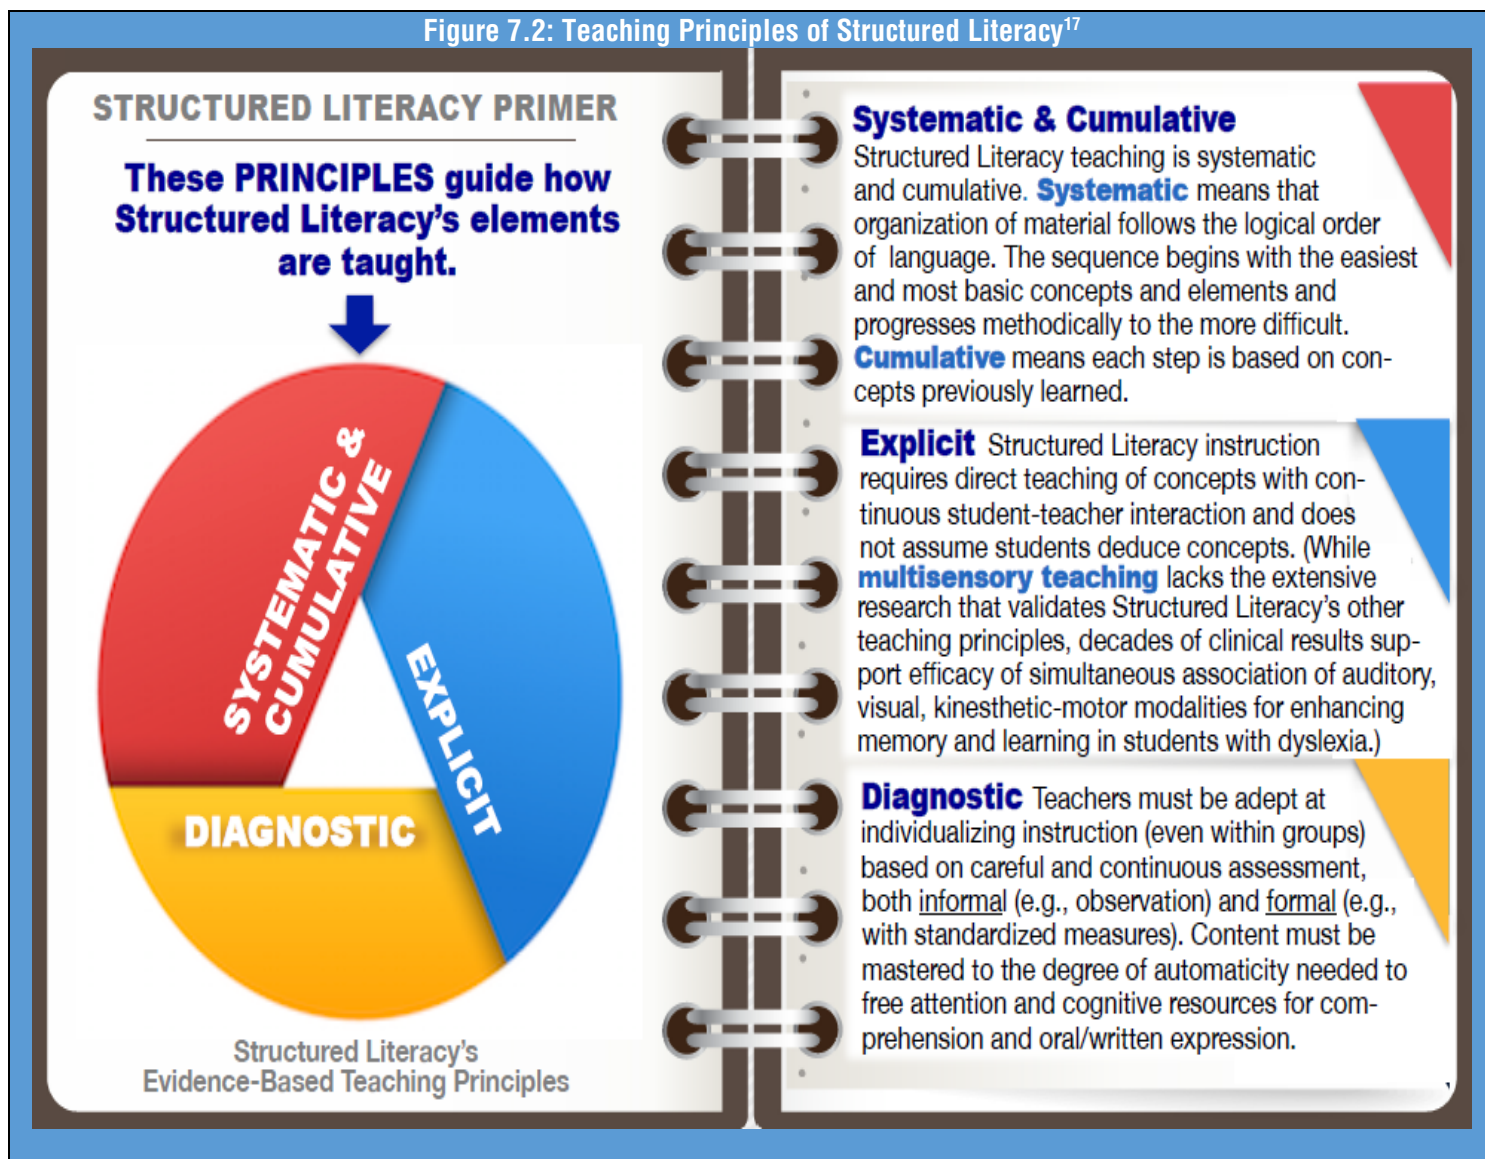 Figure 7.2: Teaching Principles of Structured Literacy17
STRUCTURED LITERACY PRIMER
These PRINCIPLES guide how
Structured Literacy's elements
are taught.
SYSTEMATIC &
CUMULATIVE
EXPLICIT
DIAGNOSTIC
Structured Literacy's
Evidence-Based Teaching Principles
Systematic & Cumulative
Structured Literacy teaching is systematic
and cumulative. Systematic means that
organization of material follows the logical order
of language. The sequence begins with the easiest
and most basic concepts and elements and
progresses methodically to the more difficult.
Cumulative means each step is based on con-
cepts previously learned.
Explicit Structured Literacy instruction
requires direct teaching of concepts with con-
tinuous student-teacher interaction and does
not assume students deduce concepts. (While
multisensory teaching lacks the extensive
research that validates Structured Literacy's other
teaching principles, decades of clinical results sup-
port efficacy of simultaneous association of auditory,
visual, kinesthetic-motor modalities for enhancing
memory and learning in students with dyslexia.)
Diagnostic Teachers must be adept at
individualizing instruction (even within groups)
based on careful and continuous assessment,
both informal (e.g., observation) and formal (e.g.,
with standardized measures). Content must be
mastered to the degree of automaticity needed to
free attention and cognitive resources for com-
prehension and oral/written expression.